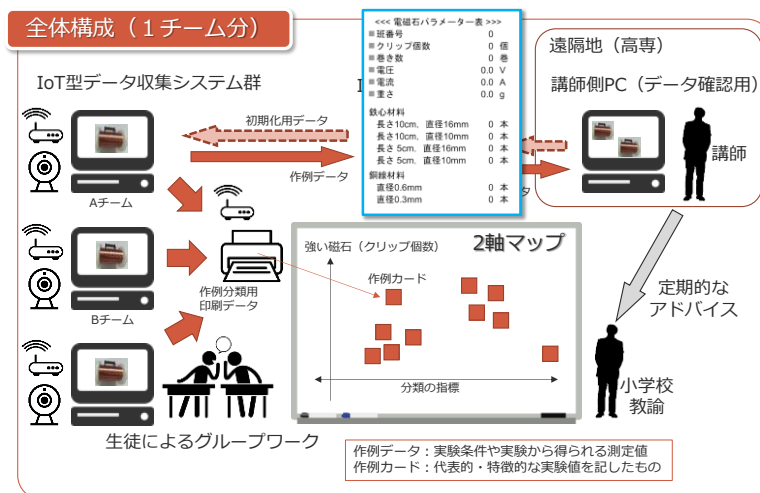 全体構成（１チーム分）
<<< 電磁石パラメーター表 >>>
■班番号 0
■クリップ個数 0 個
■巻き数 0 巻
■電圧 0.0 V
■電流 0.0 A
■重さ 0.0 g
鉄心材料
長さ10cm，直径16mm 0 本
長さ10cm，直径10mm 0 本
長さ 5cm，直径16mm 0 本
長さ 5cm，直径10mm 0 本
銅線材料
直径0.6mm 0 本
直径0.3mm 0 本
遠隔地（高専）
講師側PC（データ確認用）
講師
IoT型データ収集システム群
初期化用データ
作例データ
Aチーム
Bチーム
作例分類用
印刷データ
強い磁石（クリップ個数）
2軸マップ
作例カード
分類の指標
定期的な
アドバイス
小学校
教諭
生徒によるグループワーク
作例データ：実験条件や実験から得られる測定値
作例カード：代表的・特徴的な実験値を記したもの